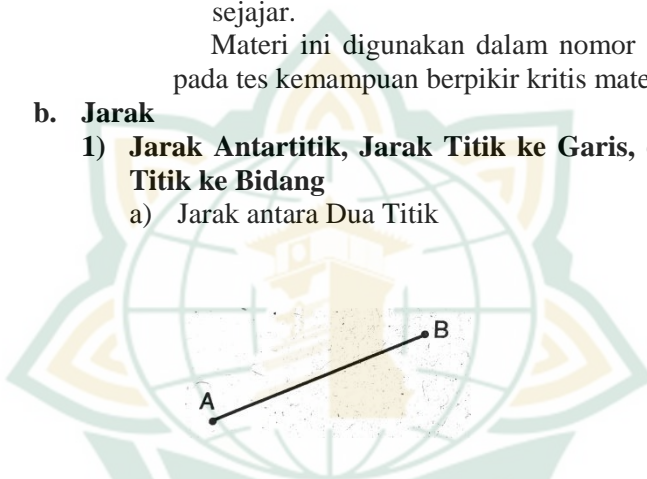 sejajar.
Materi ini digunakan dalam nomor
pada tes kemampuan berpikir kritis mate
b. Jarak
1) Jarak Antartitik, Jarak Titik ke Garis,
Titik ke Bidang
a) Jarak antara Dua Titik
B
A